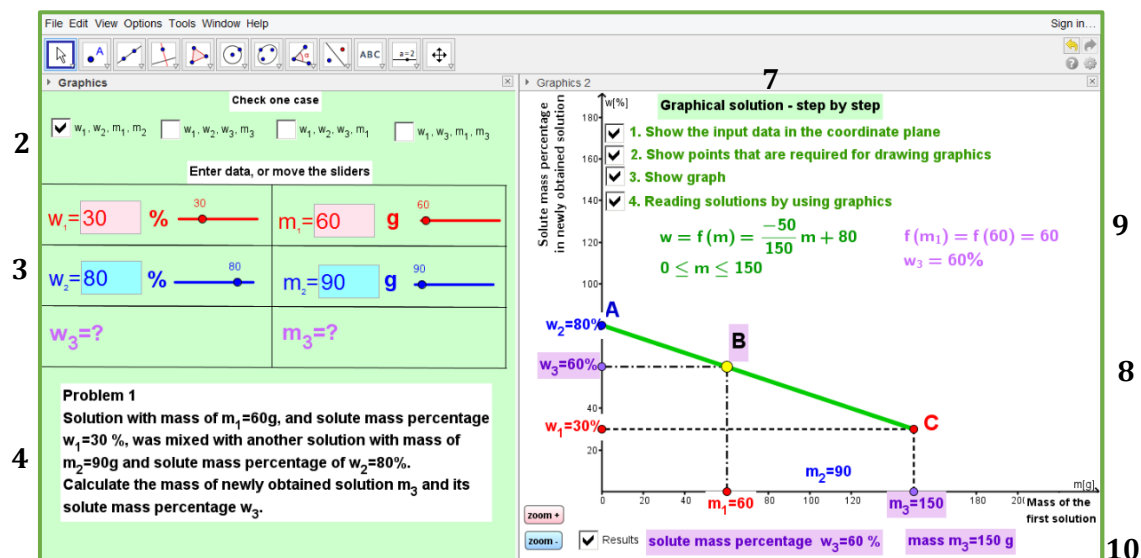 File Edit View Options Tools Window Help
Sign in...
A
α
ABC
a=2
Graphics
Graphics 2
7
Check one case
w₁, w₂, m₁, m₂
w₁, w₂, w₃, m₃
w₁, w₂, w₃, m₁
w₁, w₃, m₁, m₃
2
Enter data, or move the sliders
w₁=30 %
30
m₁=60 g
60
3
w₂=80 %
80
m₂=90 g
90
w₃=?
m₃=?
4
Problem 1
Solution with mass of m₁=60g, and solute mass percentage
w₁=30 %, was mixed with another solution with mass of
m₂=90g and solute mass percentage of w₂=80%.
Calculate the mass of newly obtained solution m₃ and its
solute mass percentage w₃.
Solute mass percentage
in newly obtained solution
w[%]
Graphical solution - step by step
1. Show the input data in the coordinate plane
2. Show points that are required for drawing graphics
3. Show graph
4. Reading solutions by using graphics
w = f (m) = -50/150 m + 80
0 ≤ m ≤ 150
f (m₁) = f (60) = 60
w₃ = 60%
9
180
160
140
120
100
A
w₂=80%
B
w₃=60%
8
40
w₁=30%
C
20
m₂=90
m[g]
0 20 40 80 100 120 180 200
m₁=60
m₃=150
Mass of the
first solution
zoom +
zoom -
Results
solute mass percentage w₃=60 %
mass m₃=150 g
10